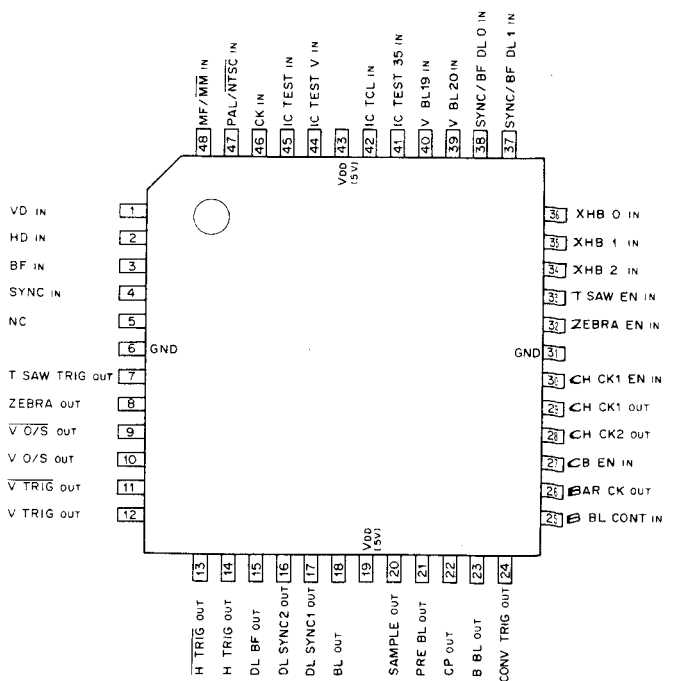 48 MF/MM IN
47 PAL/NTSC IN
46 CK IN
45 IC TEST IN
44 IC TEST V IN
43 VDD (5V)
42 IC TCL IN
41 IC TEST 35 IN
40 V BL19 IN
39 V BL20 IN
38 SYNC/BF DL 0 IN
37 SYNC/BF DL 1 IN
VD IN 1
HD IN 2
BF IN 3
SYNC IN 4
NC 5
6 GND
T SAW TRIG OUT 7
ZEBRA OUT 8
V O/S OUT 9
V O/S OUT 10
V TRIG OUT 11
V TRIG OUT 12
36 XHB 0 IN
35 XHB 1 IN
34 XHB 2 IN
33 T SAW EN IN
32 ZEBRA EN IN
GND 31
30 CH CK1 EN IN
29 CH CK1 OUT
28 CH CK2 OUT
27 CB EN IN
26 BAR CK OUT
25 B BL CONT IN
13 H TRIG OUT
14 H TRIG OUT
15 DL BF OUT
16 DL SYNC2 OUT
17 DL SYNC1 OUT
18 BL OUT
19 VDD (5V)
20 SAMPLE OUT
21 PRE BL OUT
22 CP OUT
23 B BL OUT
24 CONV TRIG OUT